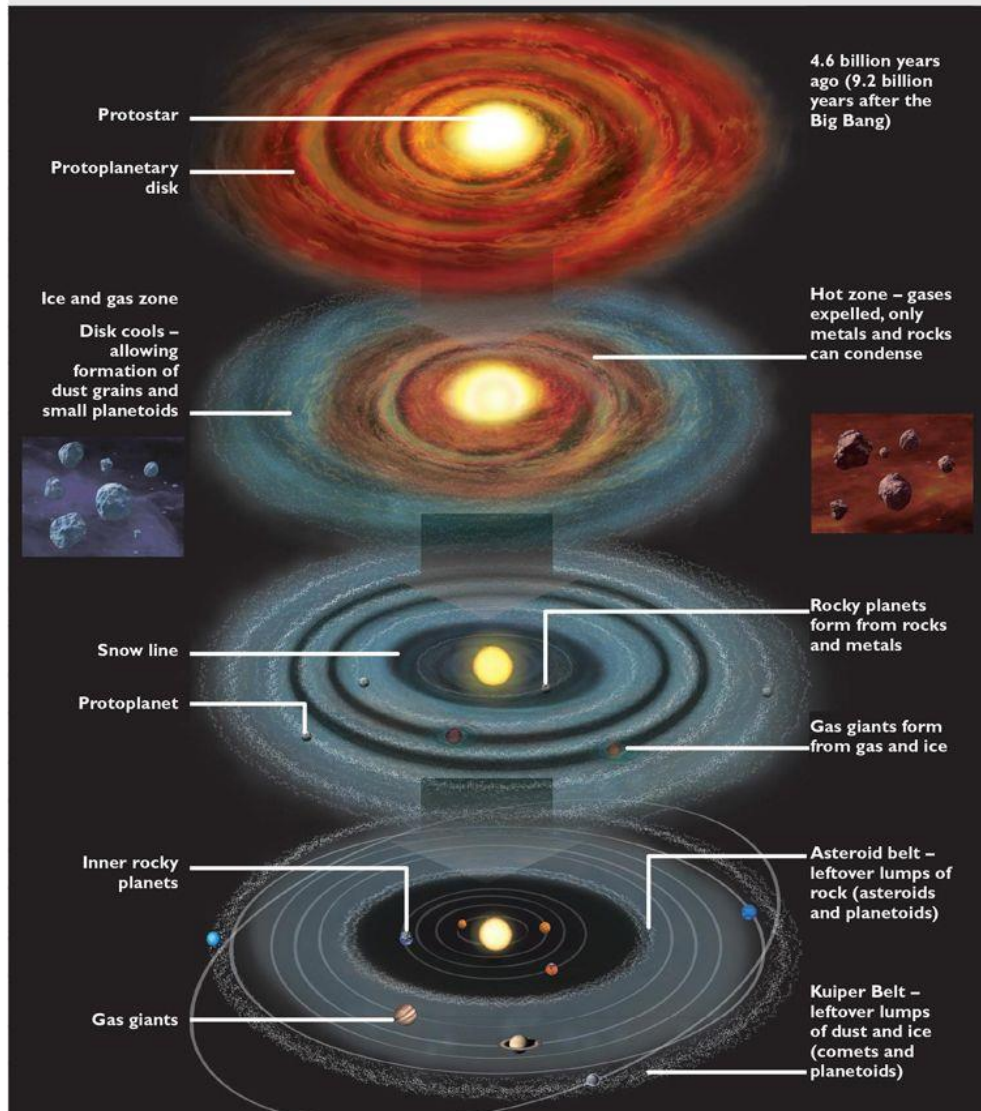 4.6 billion years
ago (9.2 billion
years after the
Big Bang)
Protostar
Protoplanetary
disk
Ice and gas zone
Disk cools –
allowing
formation of
dust grains and
small planetoids
Hot zone – gases
expelled, only
metals and rocks
can condense
Rocky planets
form from rocks
and metals
Snow line
Protoplanet
Gas giants form
from gas and ice
Inner rocky
planets
Asteroid belt –
leftover lumps of
rock (asteroids
and planetoids)
Gas giants
Kuiper Belt –
leftover lumps
of dust and ice
(comets and
planetoids)